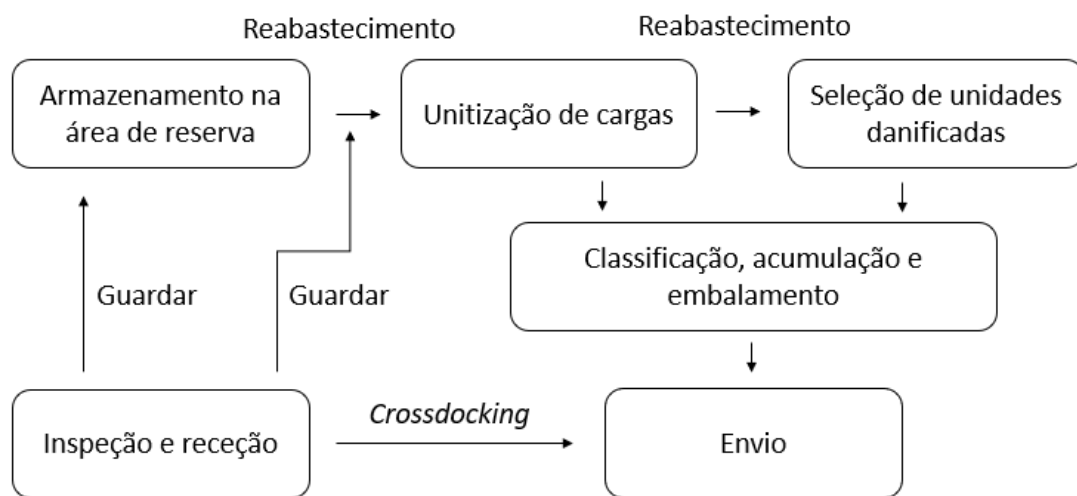 Reabastecimento
Reabastecimento
Armazenamento na
área de reserva
Unitização de cargas
Seleção de unidades
danificadas
Classificação, acumulação e
embalamento
Guardar
Guardar
Inspeção e receção
Crossdocking
Envio